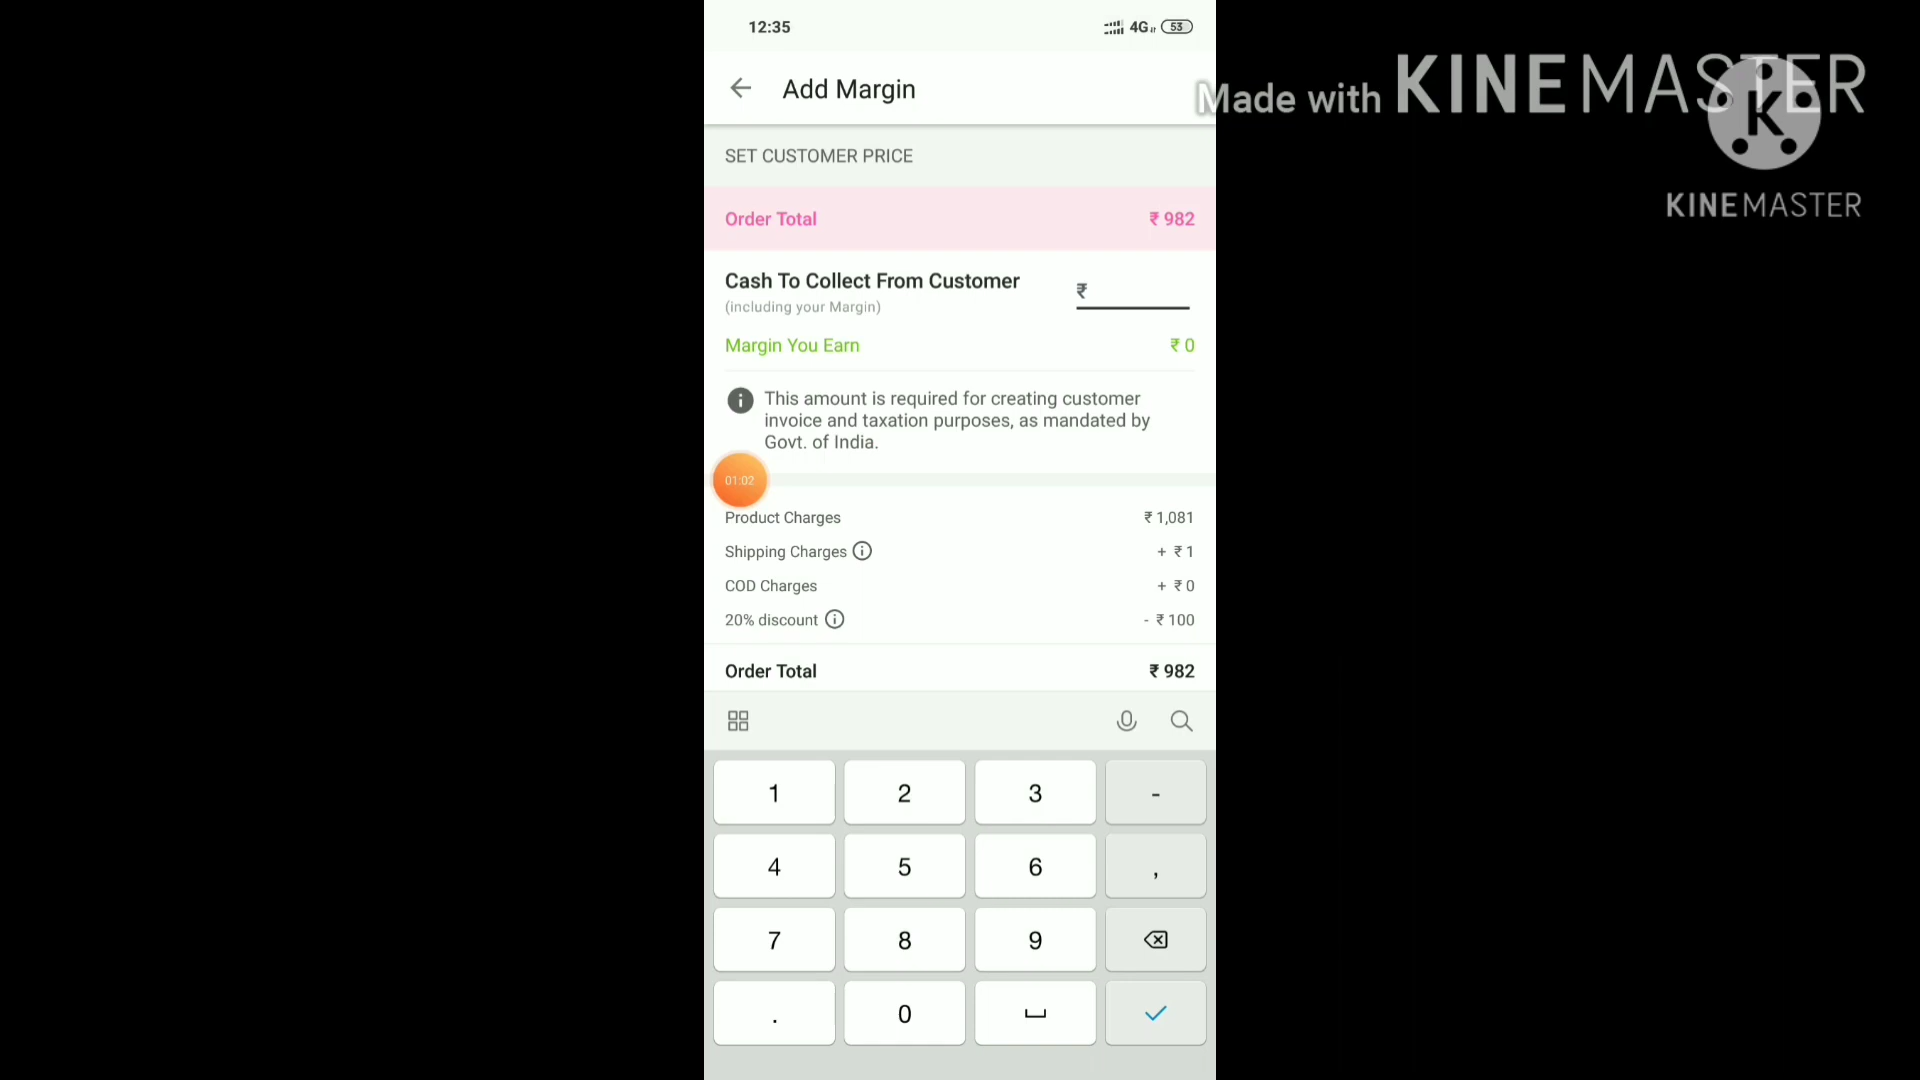 12:35
4G
53
Add Margin
Made with KINEMASTER
K
KINEMASTER
SET CUSTOMER PRICE
Order Total ₹ 982
Cash To Collect From Customer ₹
(including your Margin)
Margin You Earn ₹ 0
This amount is required for creating customer
invoice and taxation purposes, as mandated by
Govt. of India.
01:02
Product Charges ₹ 1,081
Shipping Charges + ₹ 1
COD Charges + ₹ 0
20% discount - ₹ 100
Order Total ₹ 982
1 2 3 -
4 5 6 ,
7 8 9
. 0